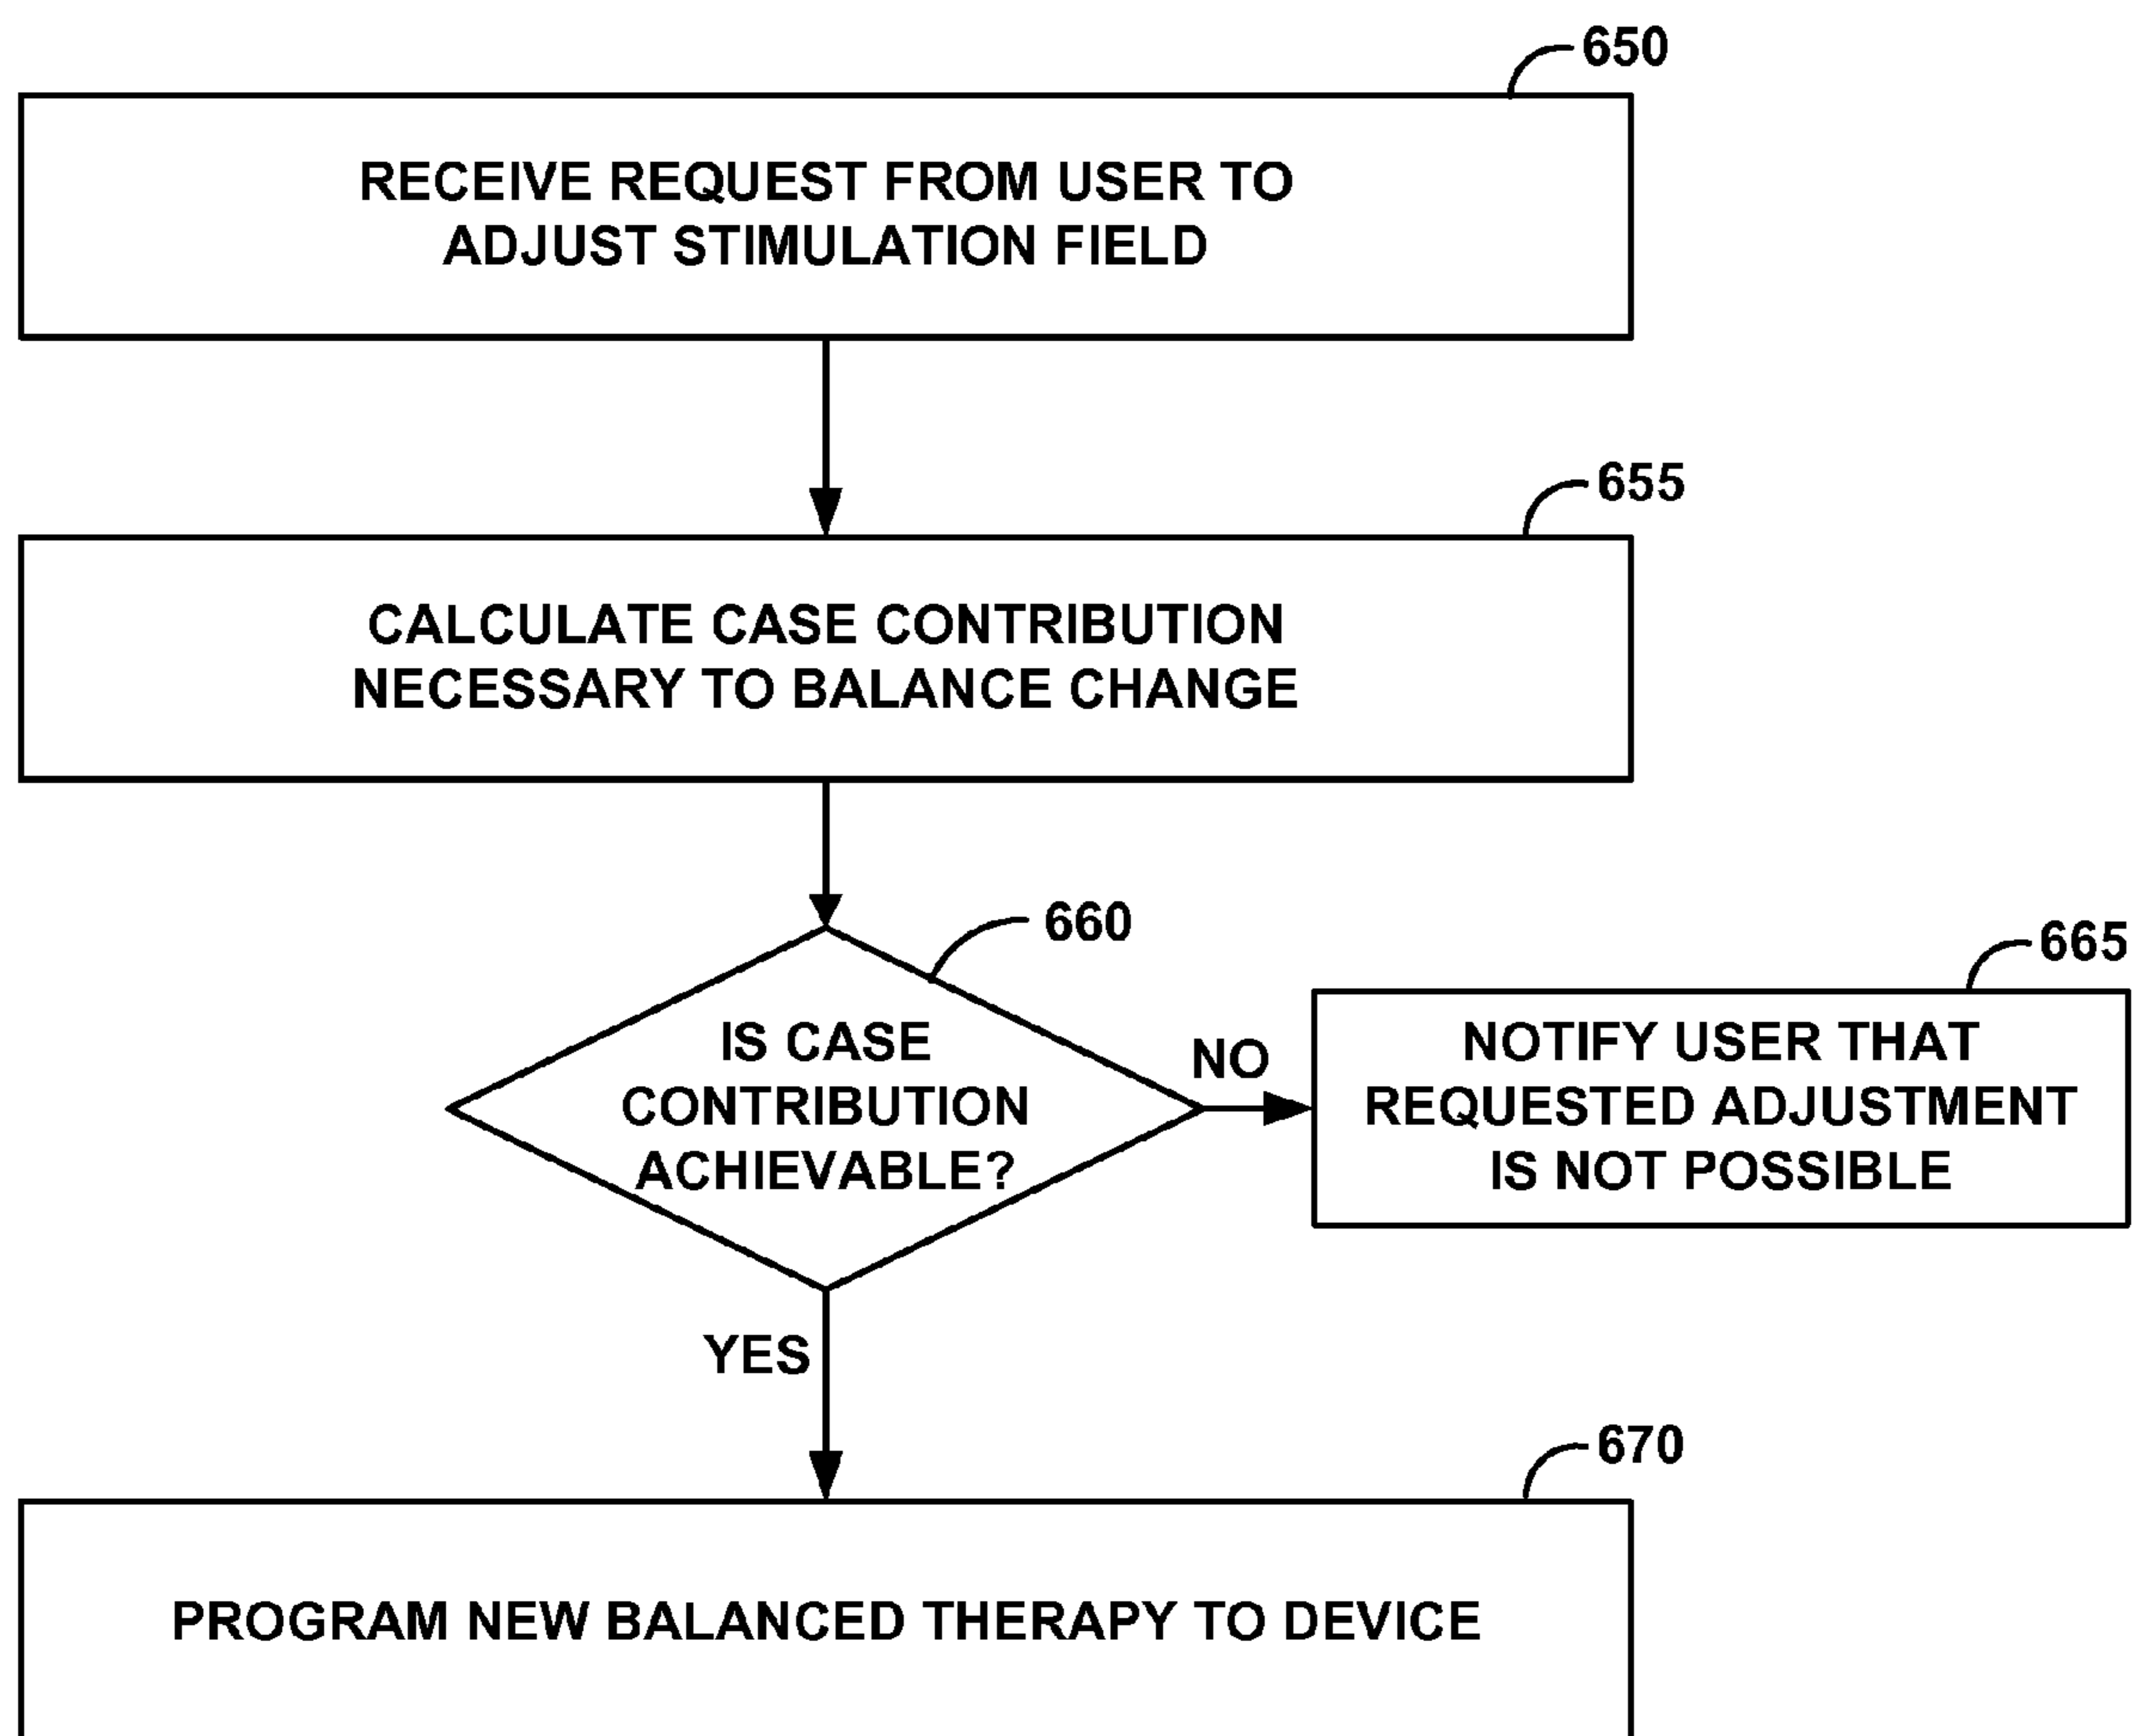 650
RECEIVE REQUEST FROM USER TO
ADJUST STIMULATION FIELD
655
CALCULATE CASE CONTRIBUTION
NECESSARY TO BALANCE CHANGE
660
IS CASE
CONTRIBUTION
ACHIEVABLE?
NO
665
NOTIFY USER THAT
REQUESTED ADJUSTMENT
IS NOT POSSIBLE
YES
670
PROGRAM NEW BALANCED THERAPY TO DEVICE